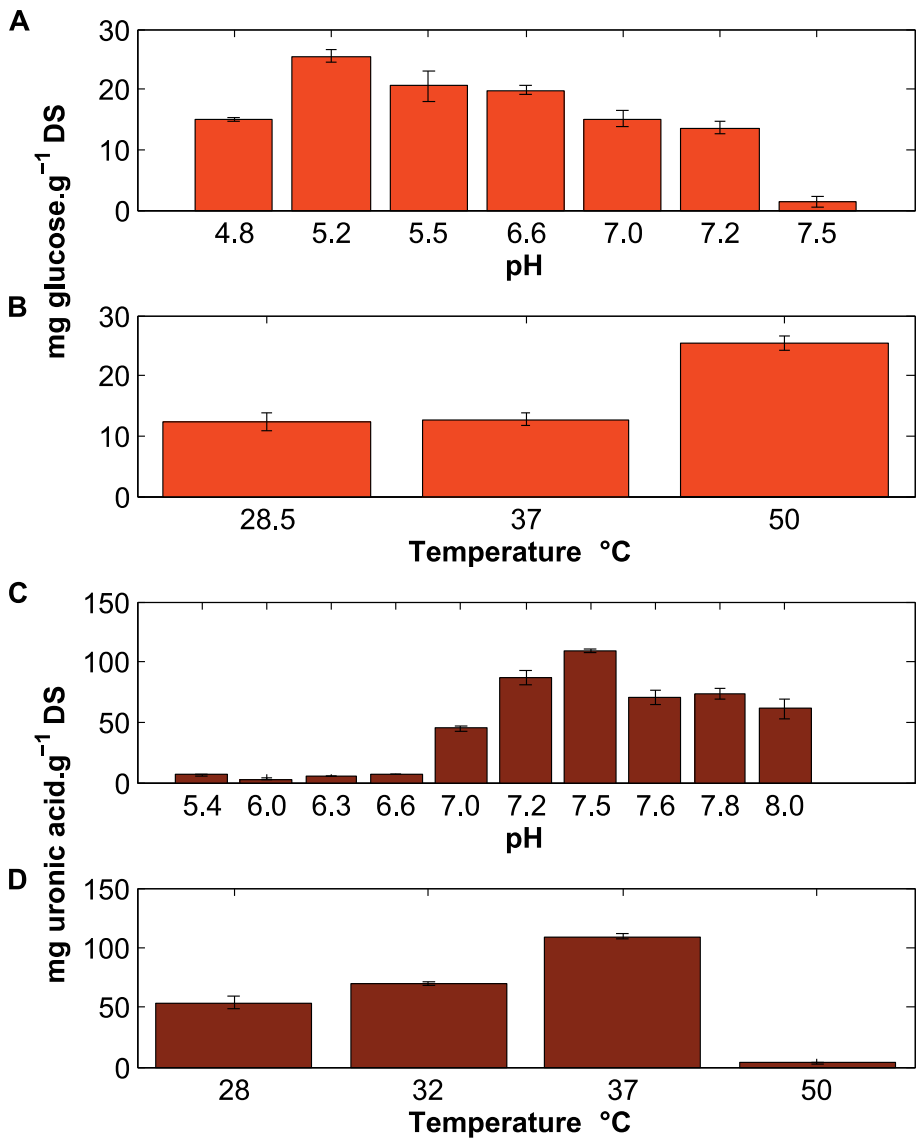 A
mg glucose.g⁻¹ DS
30
20
10
0
4.8 5.2 5.5 6.6 7.0 7.2 7.5
pH
B
30
20
10
0
28.5 37 50
Temperature °C
C
mg uronic acid.g⁻¹ DS
150
100
50
0
5.4 6.0 6.3 6.6 7.0 7.2 7.5 7.6 7.8 8.0
pH
D
150
100
50
0
28 32 37 50
Temperature °C